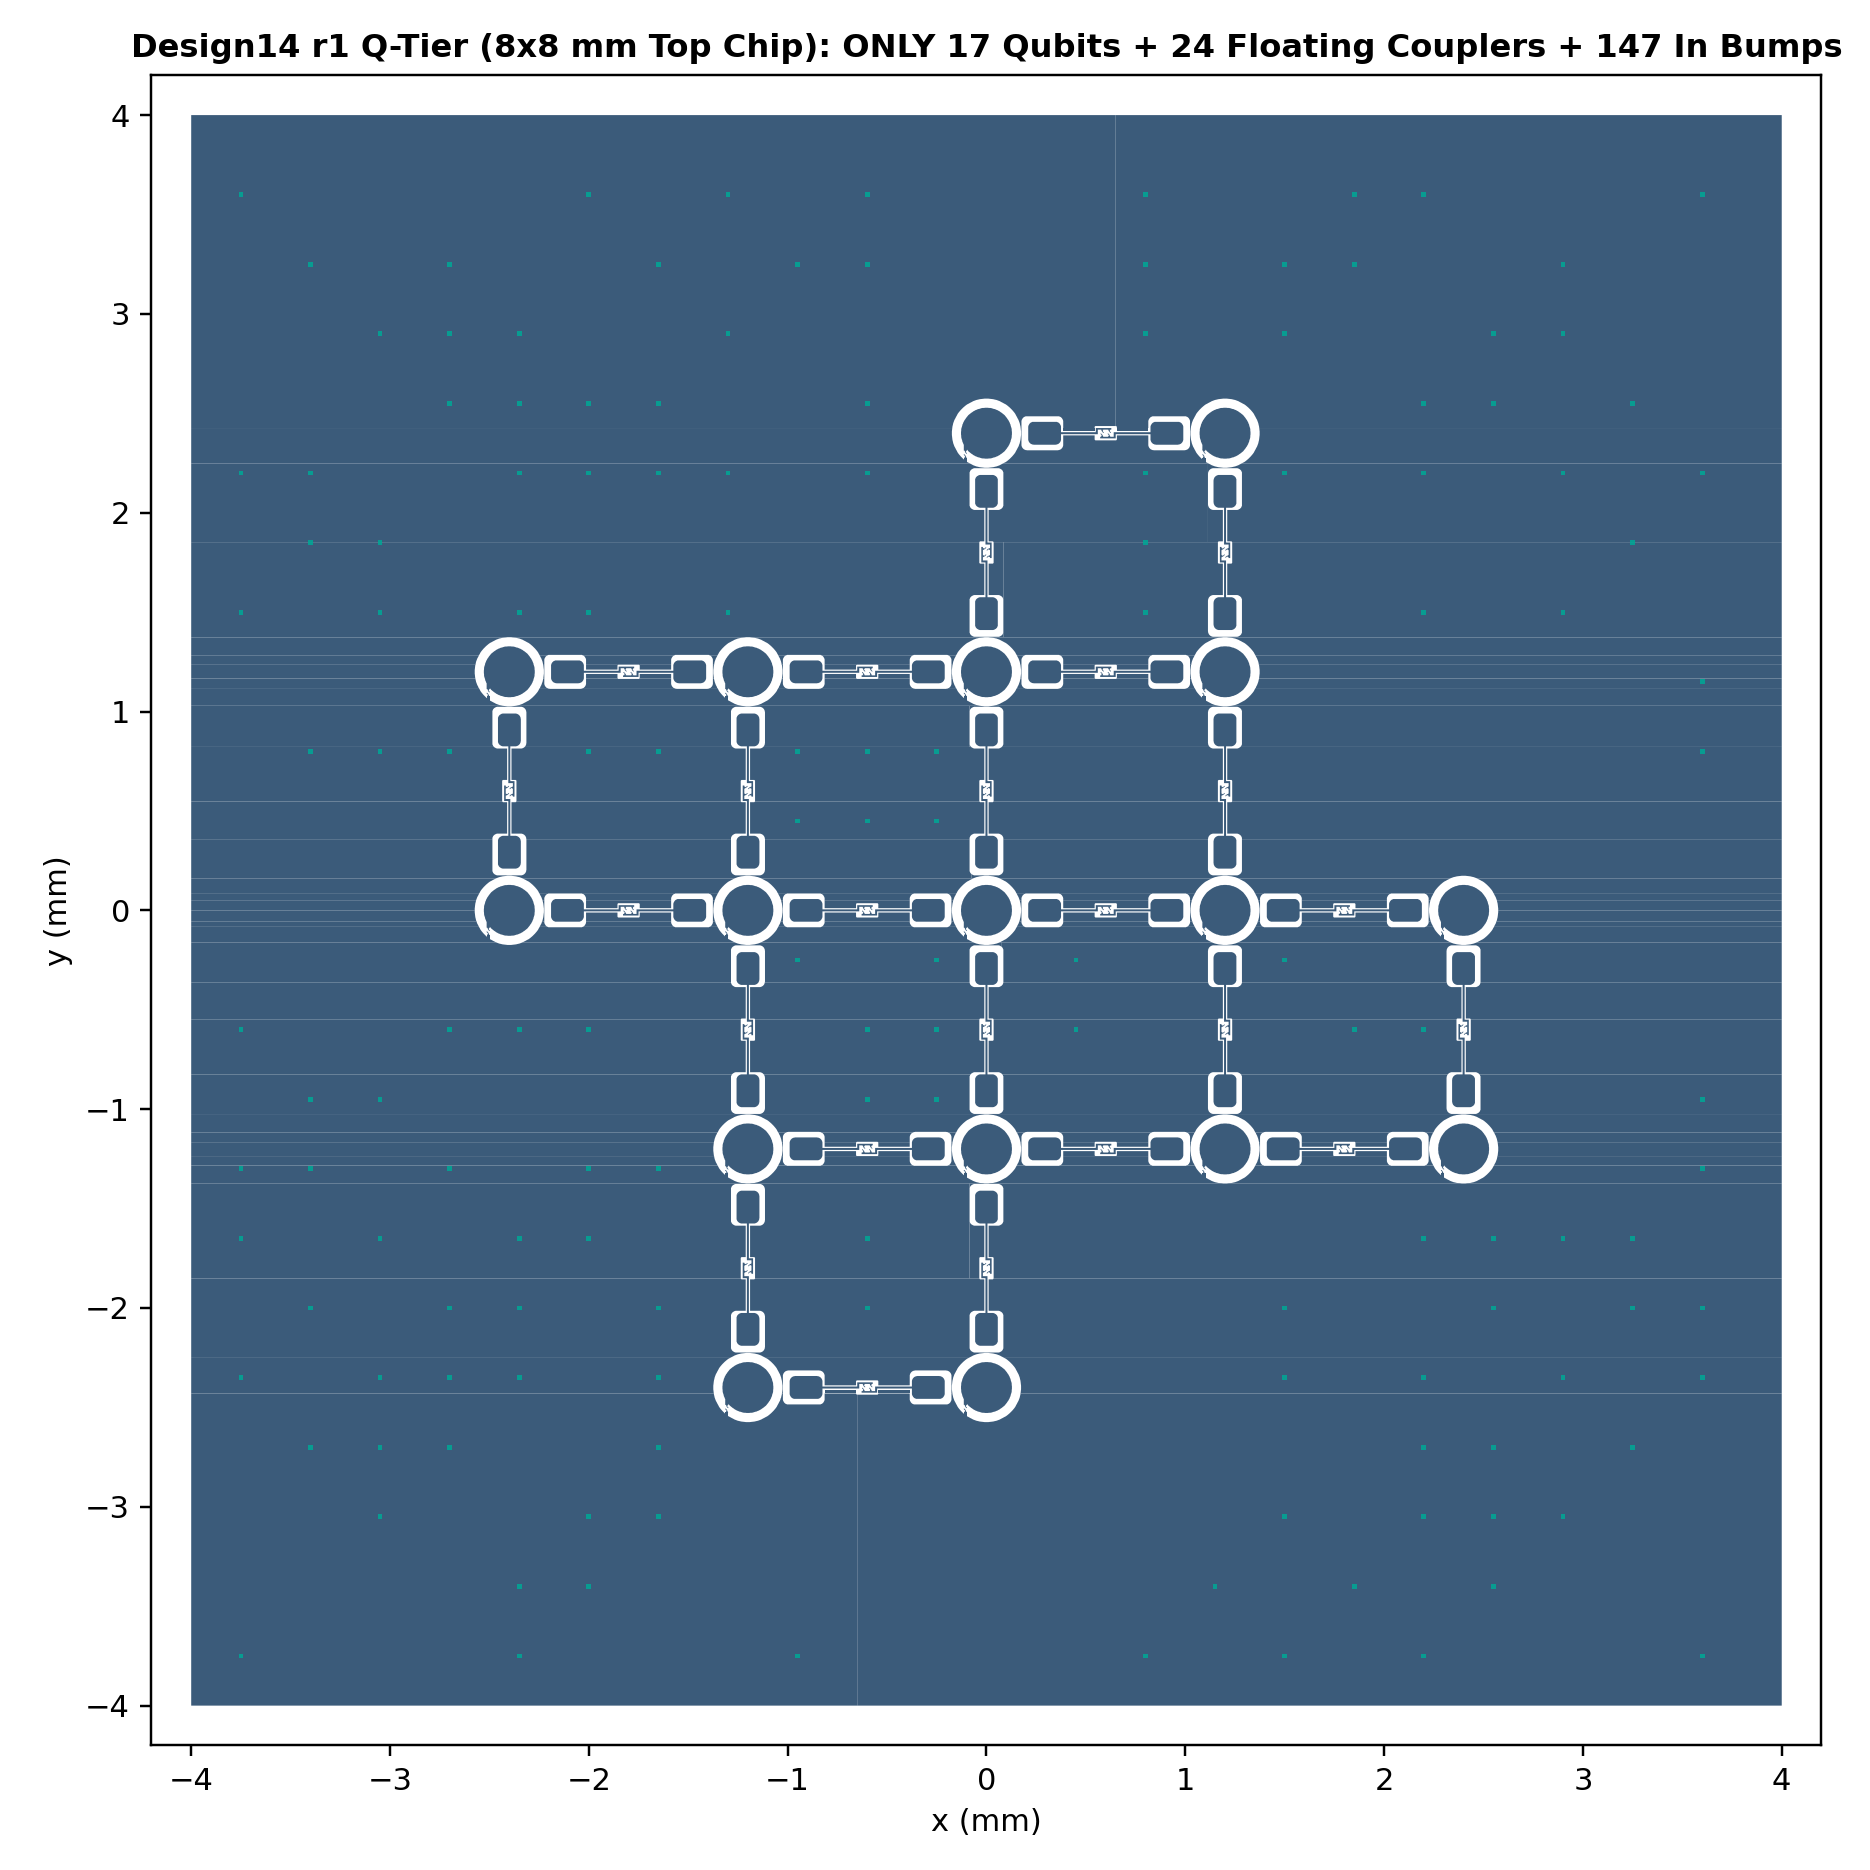 Design14 r1 Q-Tier (8x8 mm Top Chip): ONLY 17 Qubits + 24 Floating Couplers + 147 In Bumps
4
3
2
1
0
−1
−2
−3
−4
y (mm)
−4 −3 −2 −1 0 1 2 3 4
x (mm)